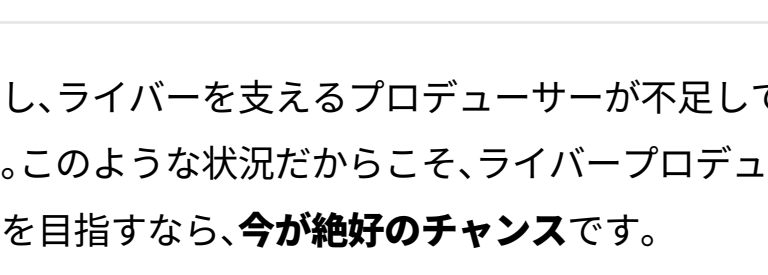 し、ライバーを支えるプロデューサーが不足して
。このような状況だからこそ、ライバープロデュ
を目指すなら、今が絶好のチャンスです。